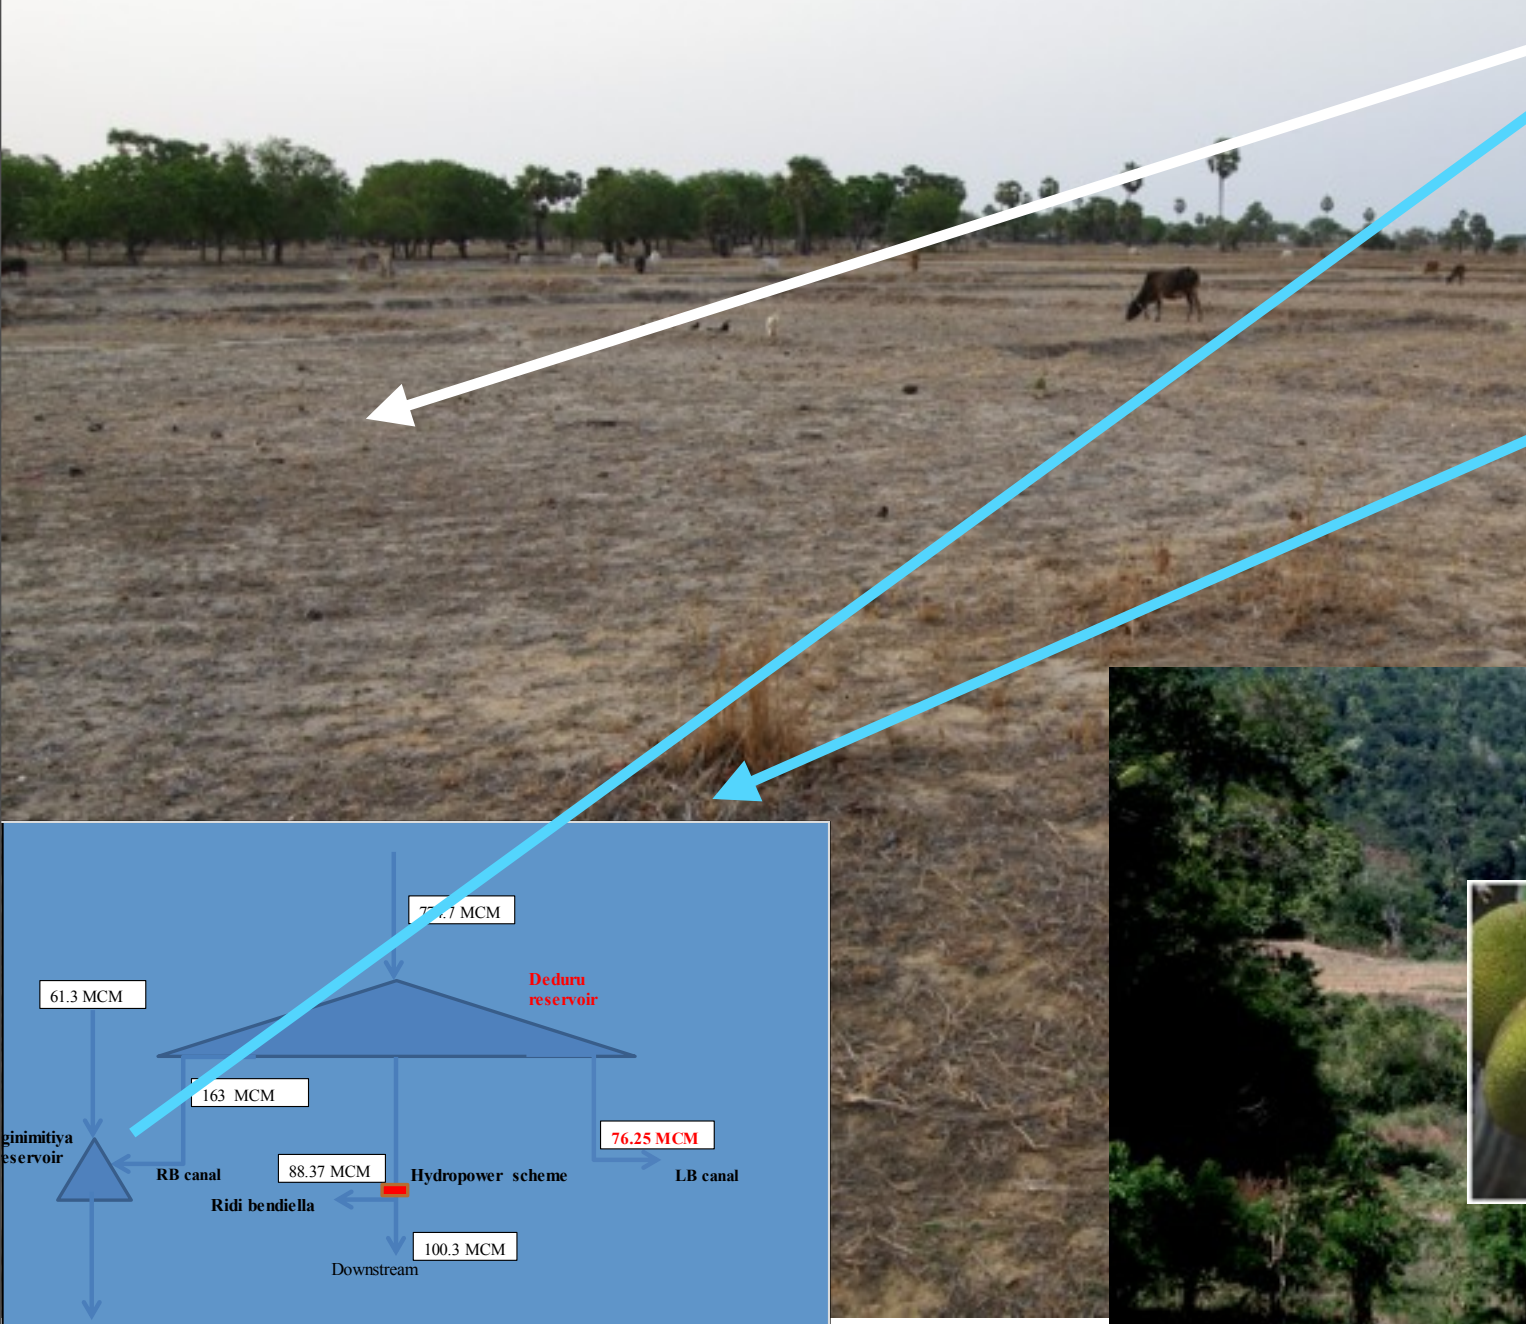 MCM
Deduru
reservoir
61.3 MCM
163 MCM
76.25 MCM
ginimitiya
eservoir
RB canal
88.37 MCM
Hydropower scheme
LB canal
Ridi bendiella
100.3 MCM
Downstream